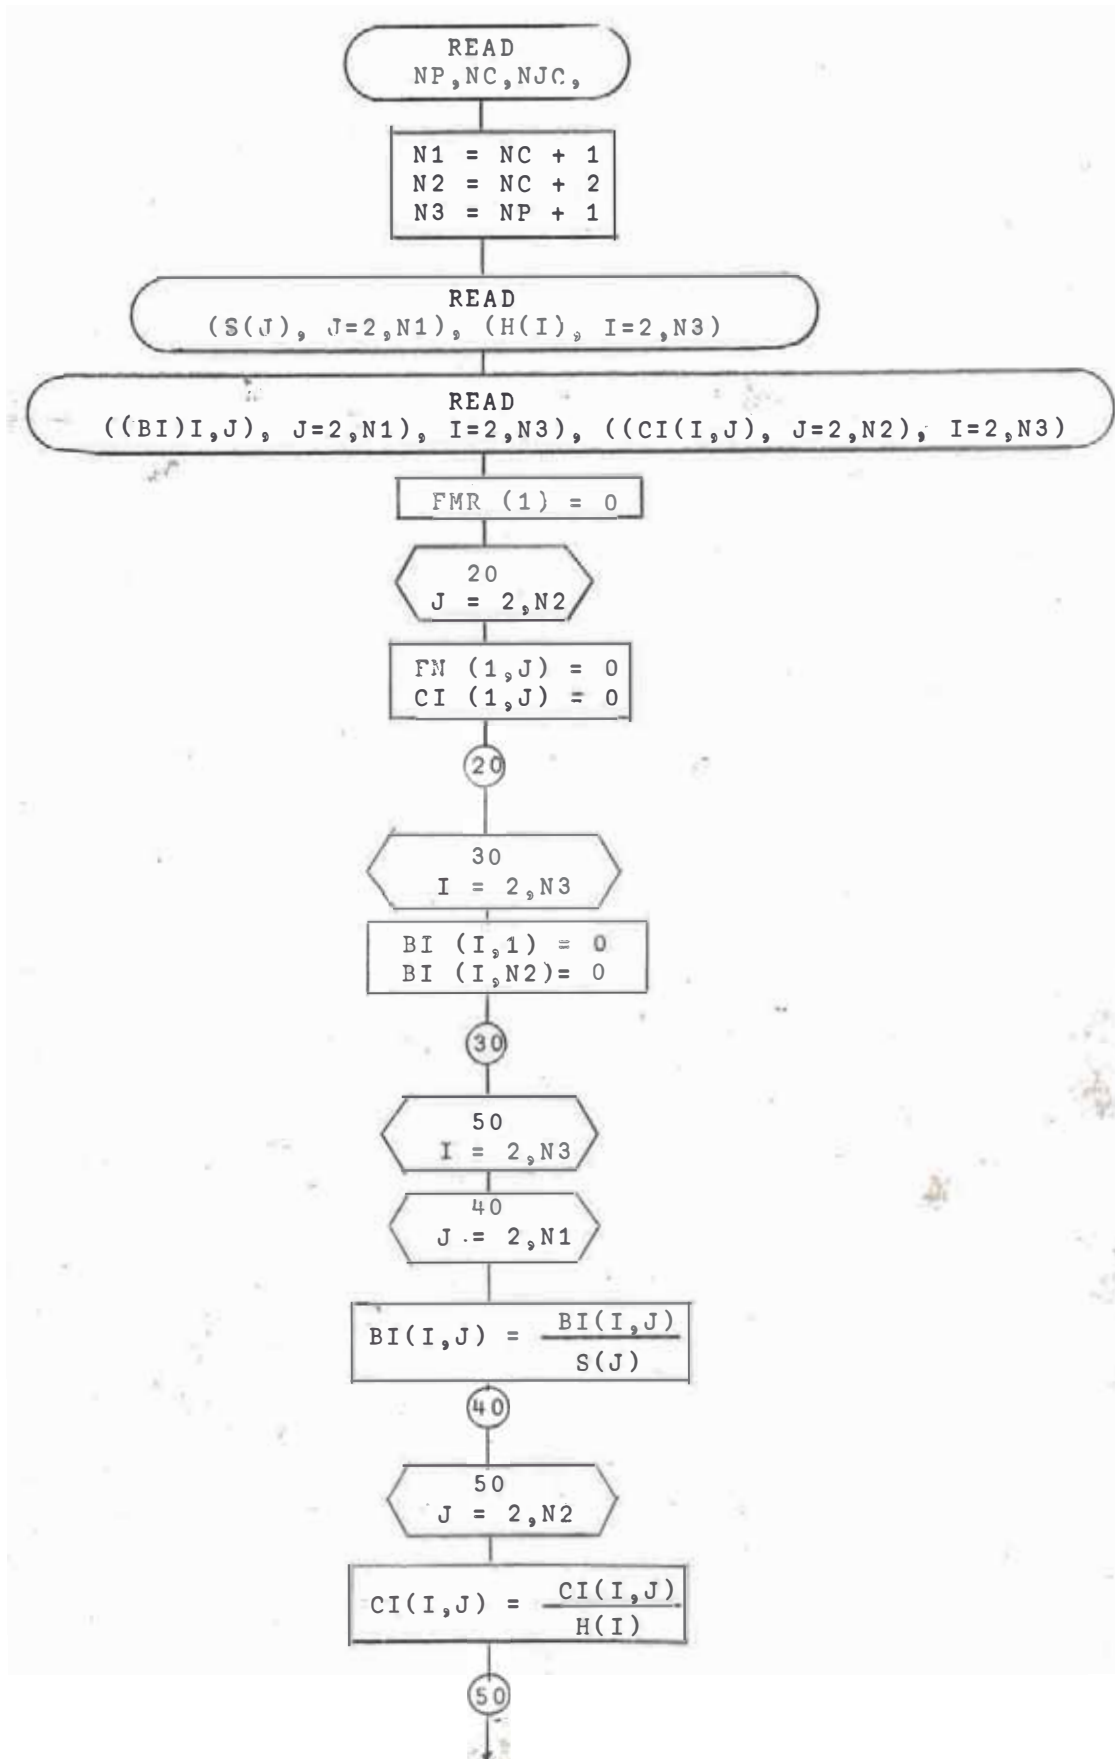 READ
NP,NC,NJC,
N1 = NC + 1
N2 = NC + 2
N3 = NP + 1
READ
(S(J), J=2,N1), (H(I), I=2,N3)
READ
((BI)I,J), J=2,N1), I=2,N3), ((CI(I,J), J=2,N2), I=2,N3)
FMR (1) = 0
20
J = 2,N2
FN (1,J) = 0
CI (1,J) = 0
20
30
I = 2,N3
BI (I,1) = 0
BI (I,N2)= 0
30
50
I = 2,N3
40
J = 2,N1
BI(I,J) = BI(I,J)
S(J)
40
50
J = 2,N2
CI(I,J) = CI(I,J)
H(I)
50